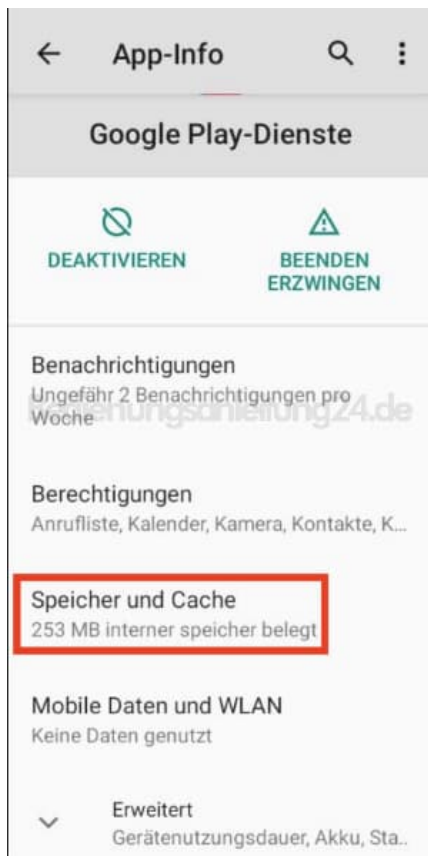 App-Info
Google Play-Dienste
DEAKTIVIEREN
BEENDEN
ERZWINGEN
Benachrichtigungen
Ungefähr 2 Benachrichtigungen pro
Woche
bedienungsanleitung24.de
Berechtigungen
Anrufliste, Kalender, Kamera, Kontakte, K...
Speicher und Cache
253 MB interner speicher belegt
Mobile Daten und WLAN
Keine Daten genutzt
Erweitert
Gerätenutzungsdauer, Akku, Sta..